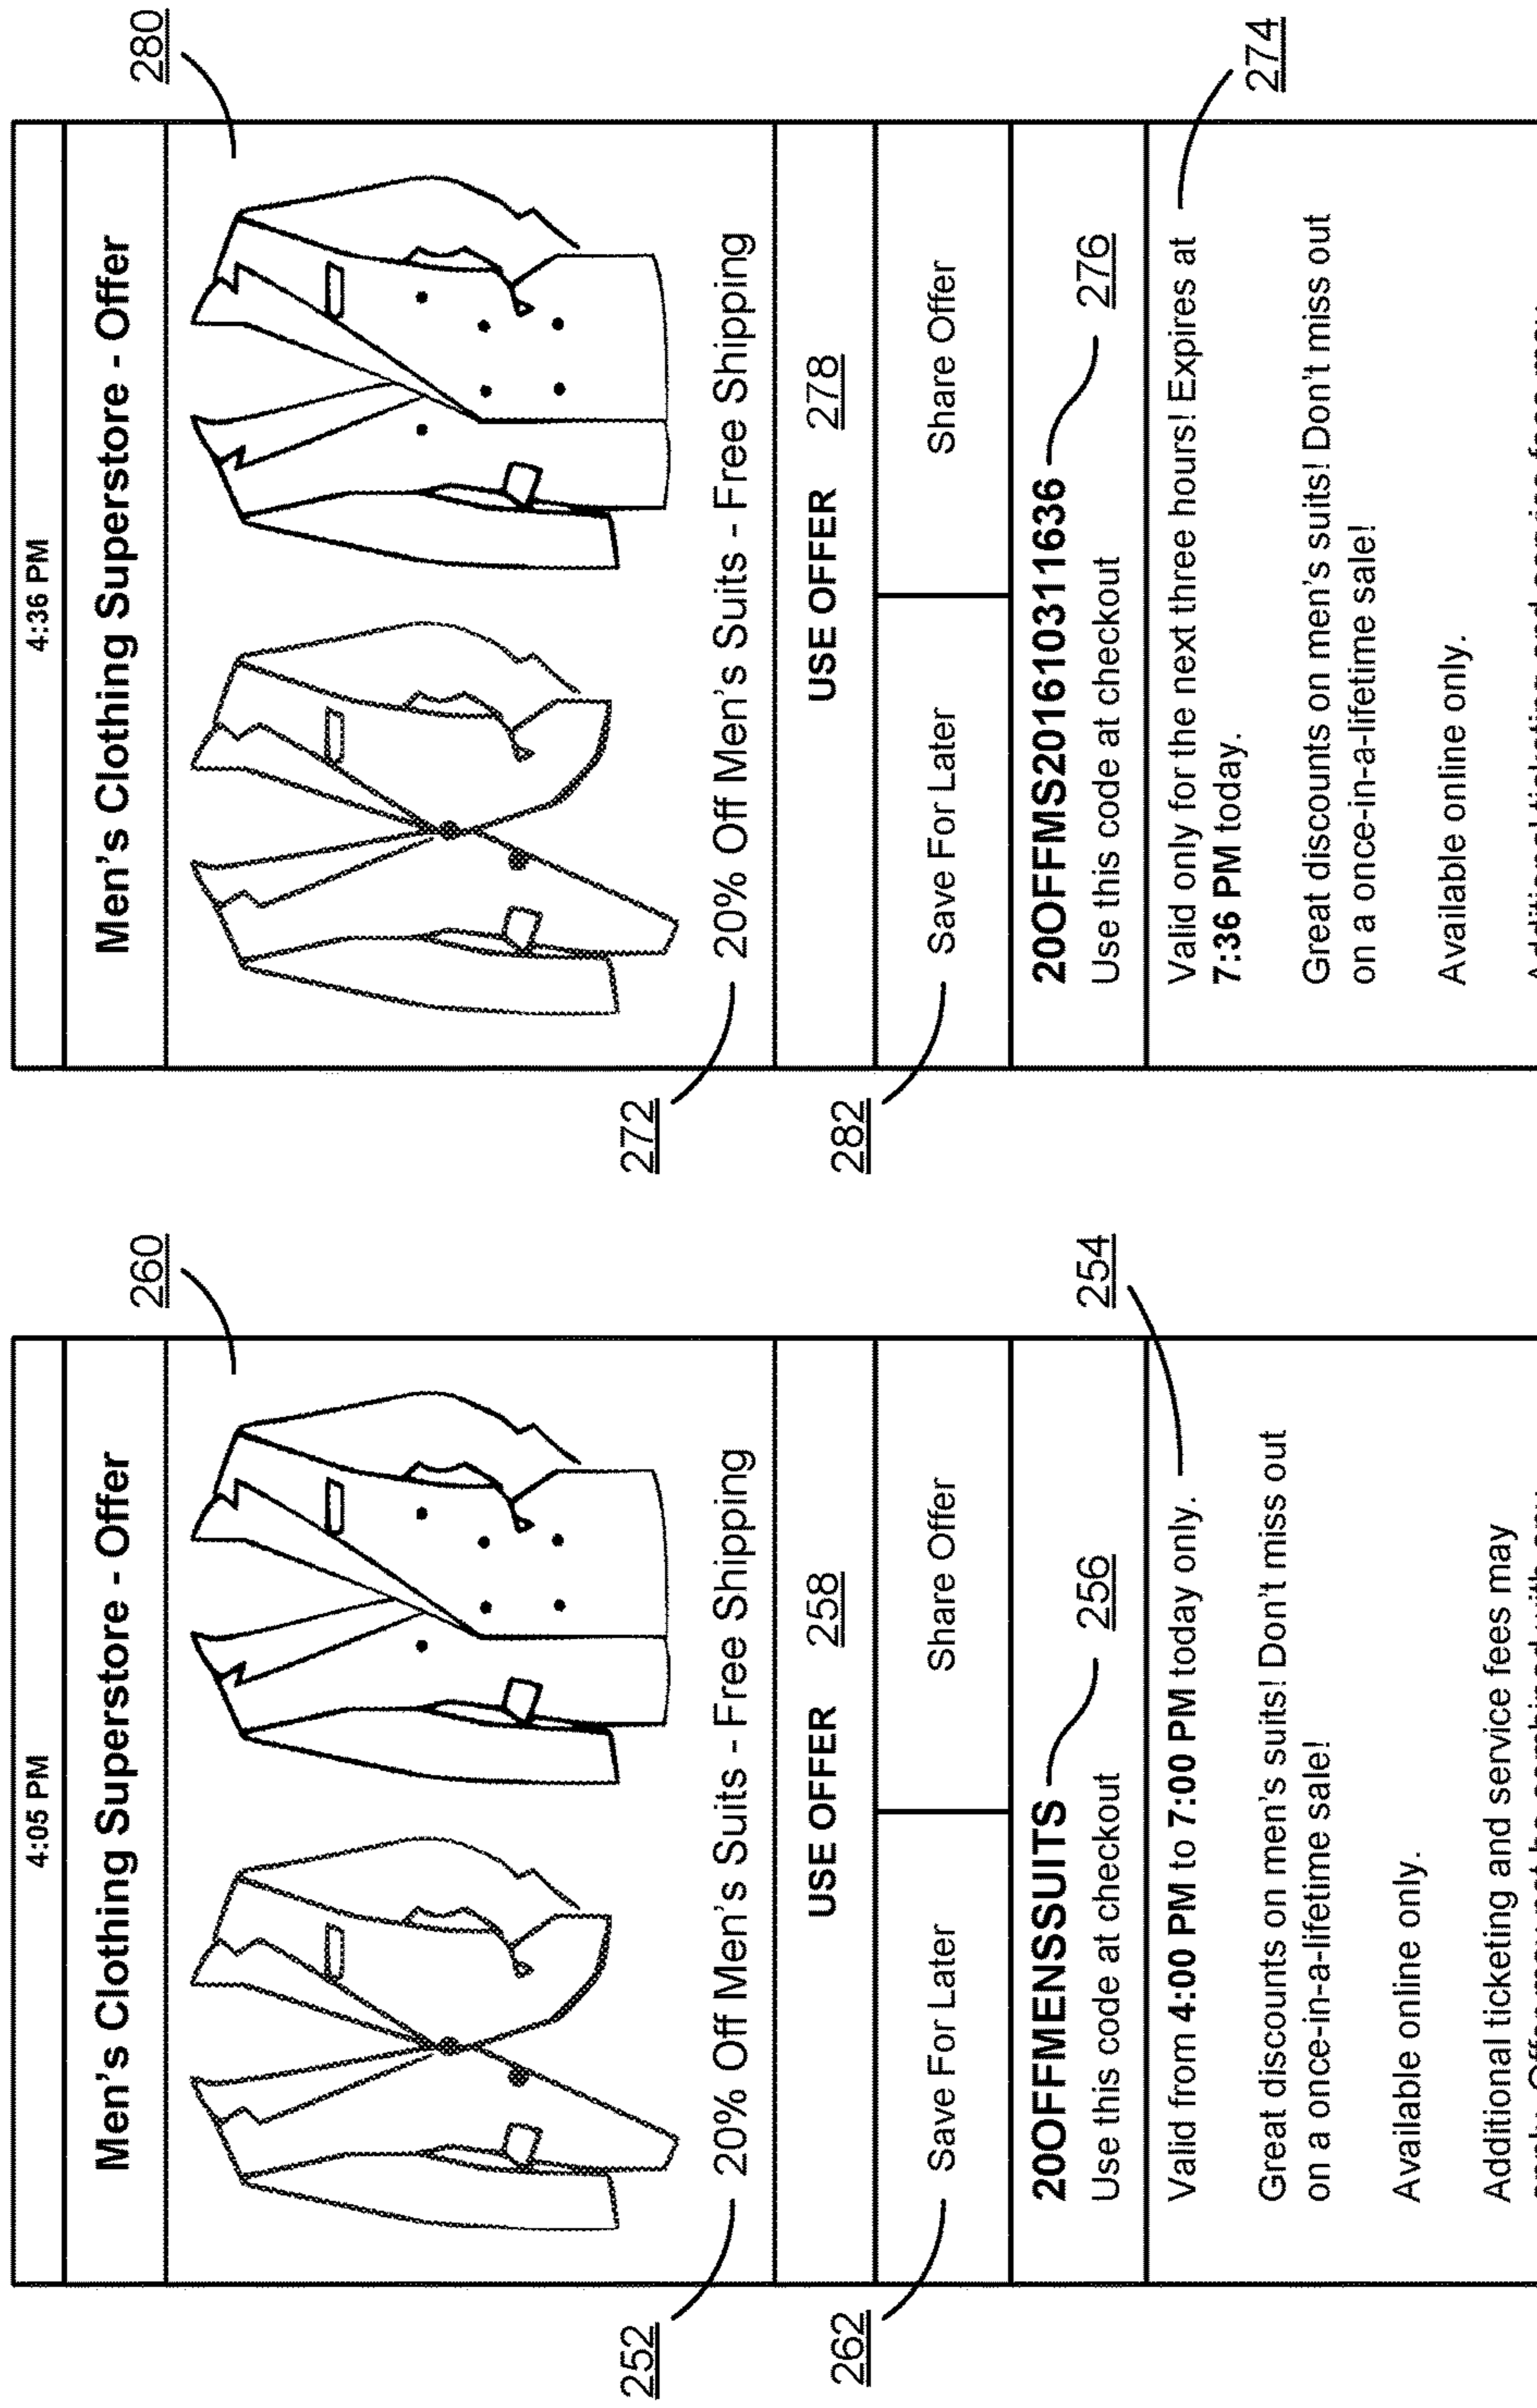 4:05 PM
260
Men's Clothing Superstore - Offer
252
20% Off Men's Suits - Free Shipping
USE OFFER 258
262
Save For Later
Share Offer
20OFFMENSSUITS
256
Use this code at checkout
254
Valid from 4:00 PM to 7:00 PM today only.
Great discounts on men's suits! Don't miss out
on a once-in-a-lifetime sale!
Available online only.
Additional ticketing and service fees may
4:36 PM
280
Men's Clothing Superstore - Offer
272
20% Off Men's Suits - Free Shipping
USE OFFER 278
282
Save For Later
Share Offer
20OFFMS201610311636
276
Use this code at checkout
274
Valid only for the next three hours! Expires at
7:36 PM today.
Great discounts on men's suits! Don't miss out
on a once-in-a-lifetime sale!
Available online only.